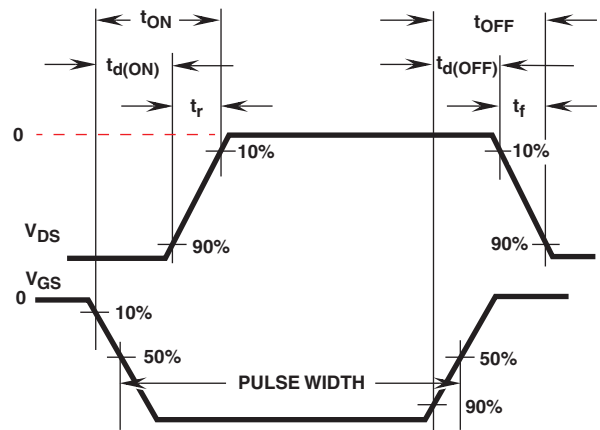 tON
tOFF
td(ON)
td(OFF)
tr
tf
0
10%
10%
VDS
90%
90%
VGS
0
10%
50%
50%
PULSE WIDTH
90%